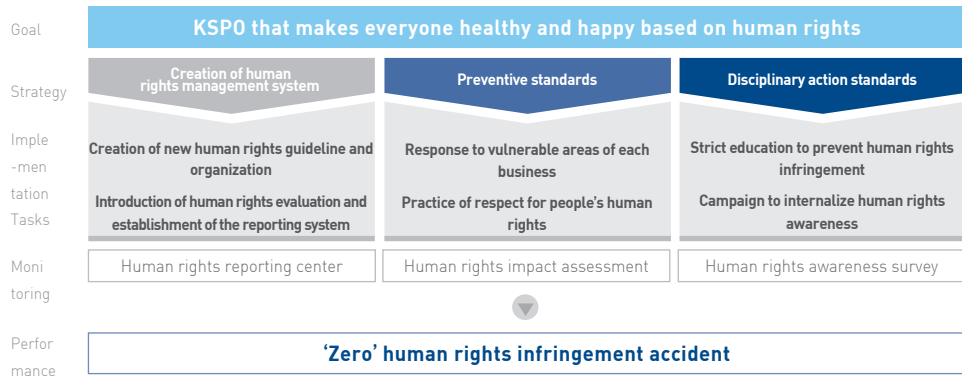 Goal
KSPO that makes everyone healthy and happy based on human rights
Strategy
Creation of human
rights management system
Preventive standards
Disciplinary action standards
Imple
-men
tation
Tasks
Creation of new human rights guideline and
organization
Introduction of human rights evaluation and
establishment of the reporting system
Response to vulnerable areas of each
business
Practice of respect for people's human
rights
Strict education to prevent human rights
infringement
Campaign to internalize human rights
awareness
Moni
toring
Human rights reporting center
Human rights impact assessment
Human rights awareness survey
Perfor
mance
‘Zero’ human rights infringement accident